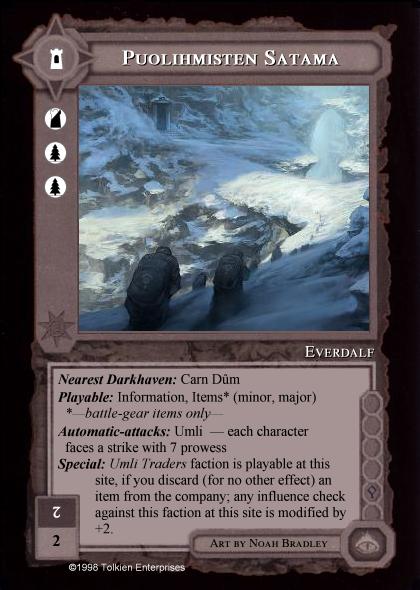 PUOLIHMISTEN SATAMA
EVERDALF
Nearest Darkhaven: Carn Dûm
Playable: Information, Items* (minor, major)
*—battle-gear items only—
Automatic-attacks: Umli — each character
faces a strike with 7 prowess
Special: Umli Traders faction is playable at this
site, if you discard (for no other effect) an
item from the company; any influence check
against this faction at this site is modified by
+2.
2
2
ART BY NOAH BRADLEY
©1998 Tolkien Enterprises